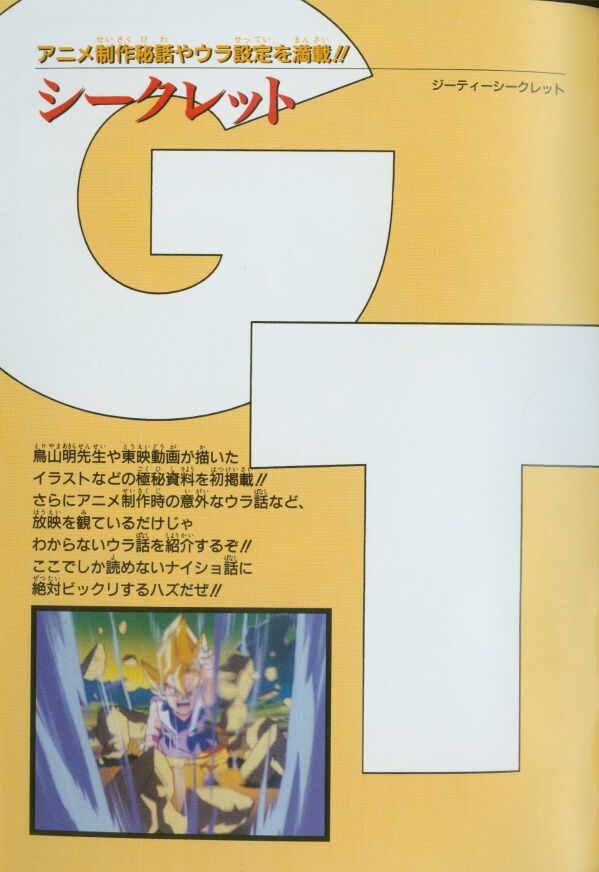 アニメ制作秘話やウラ設定を満載!!
シークレット
ジーティーシークレット
GT
鳥山明先生や東映動画が描いた
イラストなどの極秘資料を初掲載!!
さらにアニメ制作時の意外なウラ話など、
放映を観ているだけじゃ
わからないウラ話を紹介するぞ!!
ここでしか読めないナイショ話に
絶対ビックリするハズだぜ!!